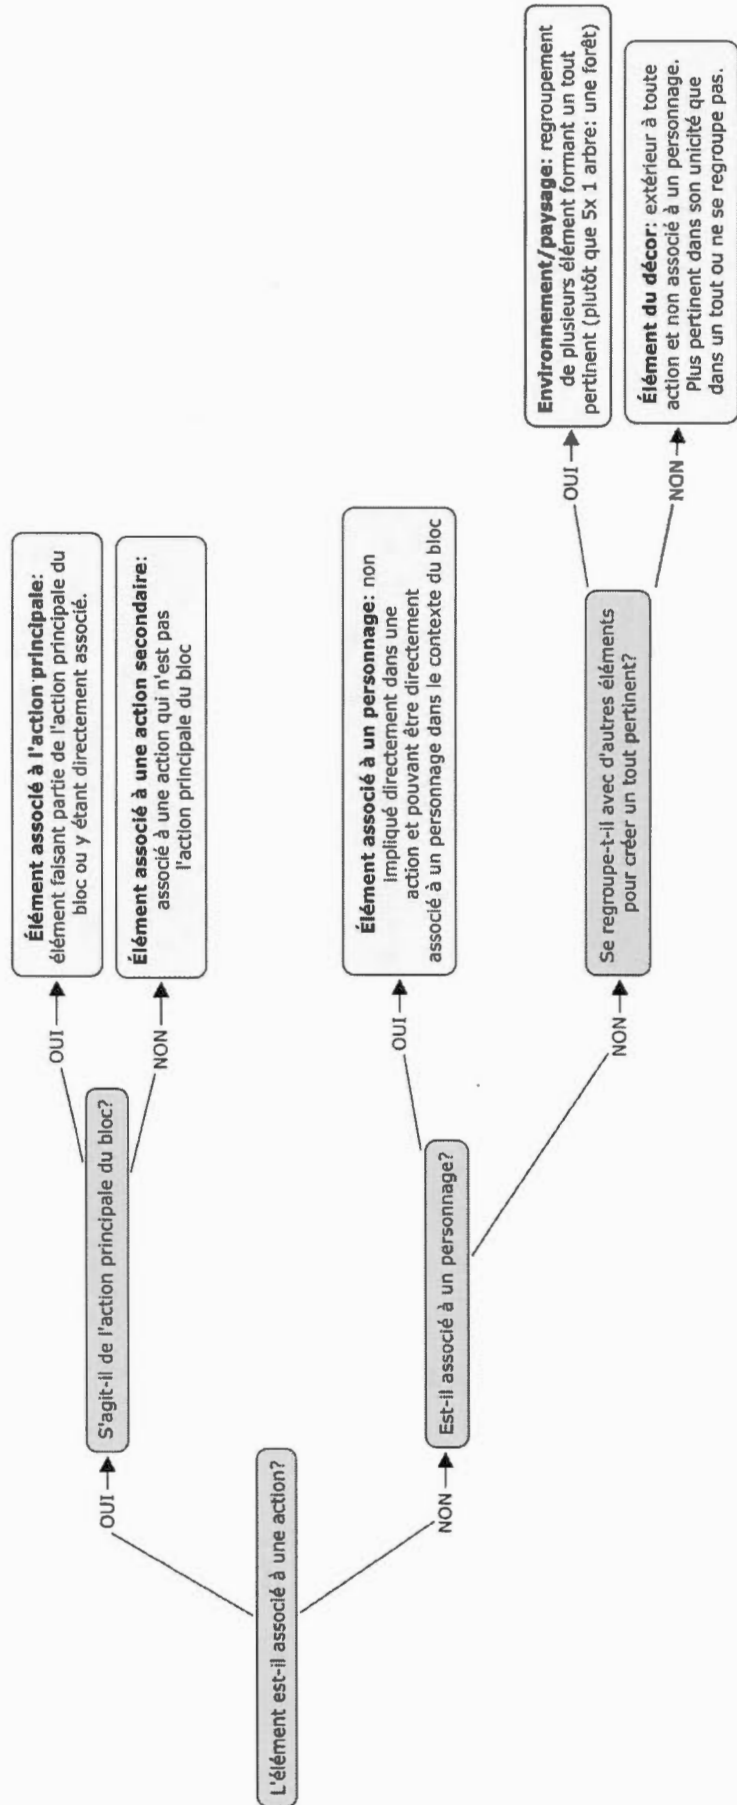 L'élément est-il associé à une action?
OUI
S'agit-il de l'action principale du bloc?
OUI
Élément associé à l'action principale:
élément faisant partie de l'action principale du
bloc ou y étant directement associé.
NON
Élément associé à une action secondaire:
associé à une action qui n'est pas
l'action principale du bloc
NON
Est-il associé à un personnage?
OUI
Élément associé à un personnage: non
impliqué directement dans une
action et pouvant être directement
associé à un personnage dans le contexte du bloc
NON
Se regroupe-t-il avec d'autres éléments
pour créer un tout pertinent?
OUI
Environnement/paysage: regroupement
de plusieurs élément formant un tout
pertinent (plutôt que 5x 1 arbre: une forêt)
NON
Élément du décor: extérieur à toute
action et non associé à un personnage.
Plus pertinent dans son unicité que
dans un tout ou ne se regroupe pas.